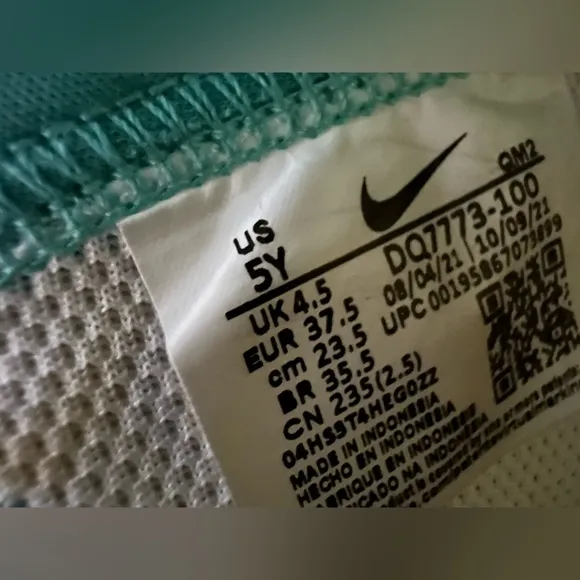 QM2
US
5Y
DQ7773-100
08/04/21 10/09/21
UPC 00195867079899
UK 4.5
EUR 37.5
cm 23.5
BR 35.5
CN 235(2.5)
04HS9T4HEG0ZZ
MADE IN INDONESIA
HECHO EN INDONESIA
FABRIQUE EN INDONESIE
FABRICADO NA INDONESIA